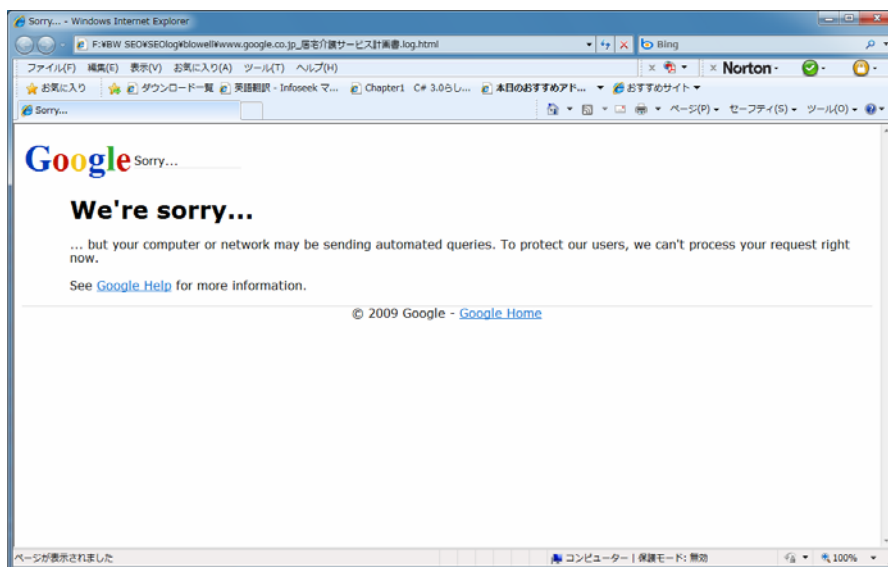 Sorry... - Windows Internet Explorer
F:¥BW SEO¥SEOlog¥blowell¥www.google.co.jp_居宅介護サービス計画書.log.html
Bing
ファイル(F) 編集(E) 表示(V) お気に入り(A) ツール(T) ヘルプ(H)
Norton
お気に入り ダウンロード一覧 英語翻訳 - Infoseek マ... Chapter1 C# 3.0らし... 本日のおすすめアド... おすすめサイト
Sorry...
ページ(P) セーフティ(S) ツール(O)
Google Sorry...
We're sorry...
... but your computer or network may be sending automated queries. To protect our users, we can't process your request right
now.
See Google Help for more information.
© 2009 Google - Google Home
ページが表示されました
コンピューター | 保護モード: 無効
100%